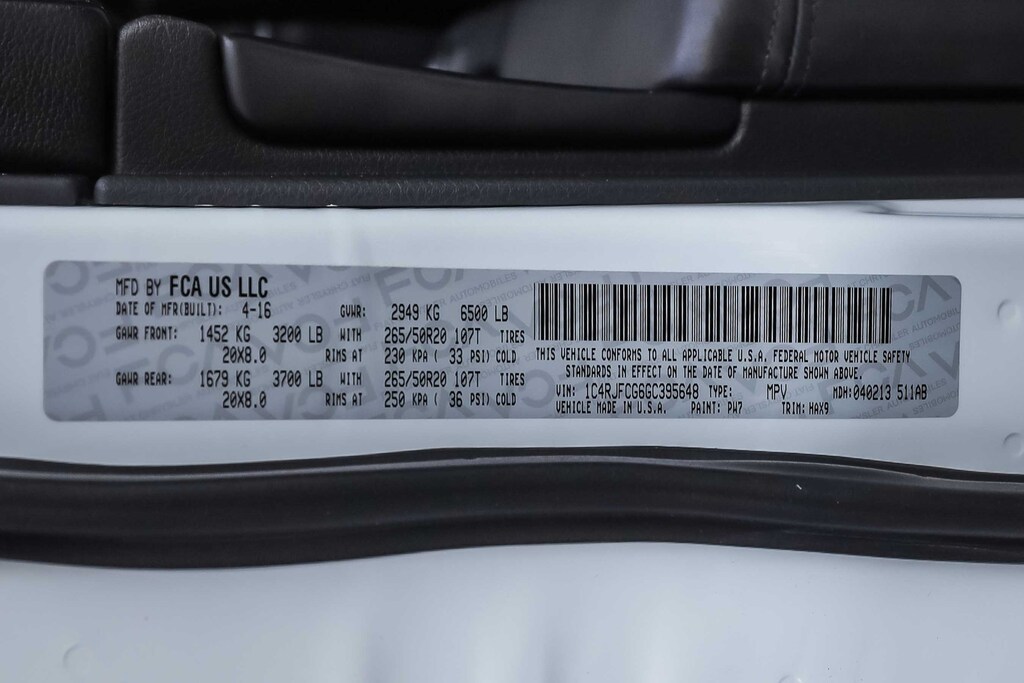 MFD BY FCA US LLC
DATE OF MFR(BUILT): 4-16 GVWR: 2949 KG 6500 LB
GAWR FRONT: 1452 KG 3200 LB WITH 265/50R20 107T TIRES
20X8.0 RIMS AT 230 KPA ( 33 PSI) COLD
GAWR REAR: 1679 KG 3700 LB WITH 265/50R20 107T TIRES
20X8.0 RIMS AT 250 KPA ( 36 PSI) COLD
THIS VEHICLE CONFORMS TO ALL APPLICABLE U.S.A. FEDERAL MOTOR VEHICLE SAFETY
STANDARDS IN EFFECT ON THE DATE OF MANUFACTURE SHOWN ABOVE.
VIN: 1C4RJFCG6GC395648 TYPE: MPV MDH:040213 511AB
VEHICLE MADE IN U.S.A. PAINT: PW7 TRIM: HAX9